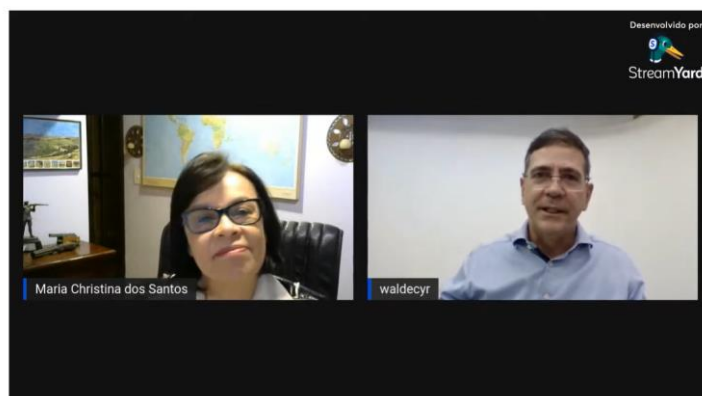 Desenvolvido por
StreamYard
Maria Christina dos Santos
waldecyr